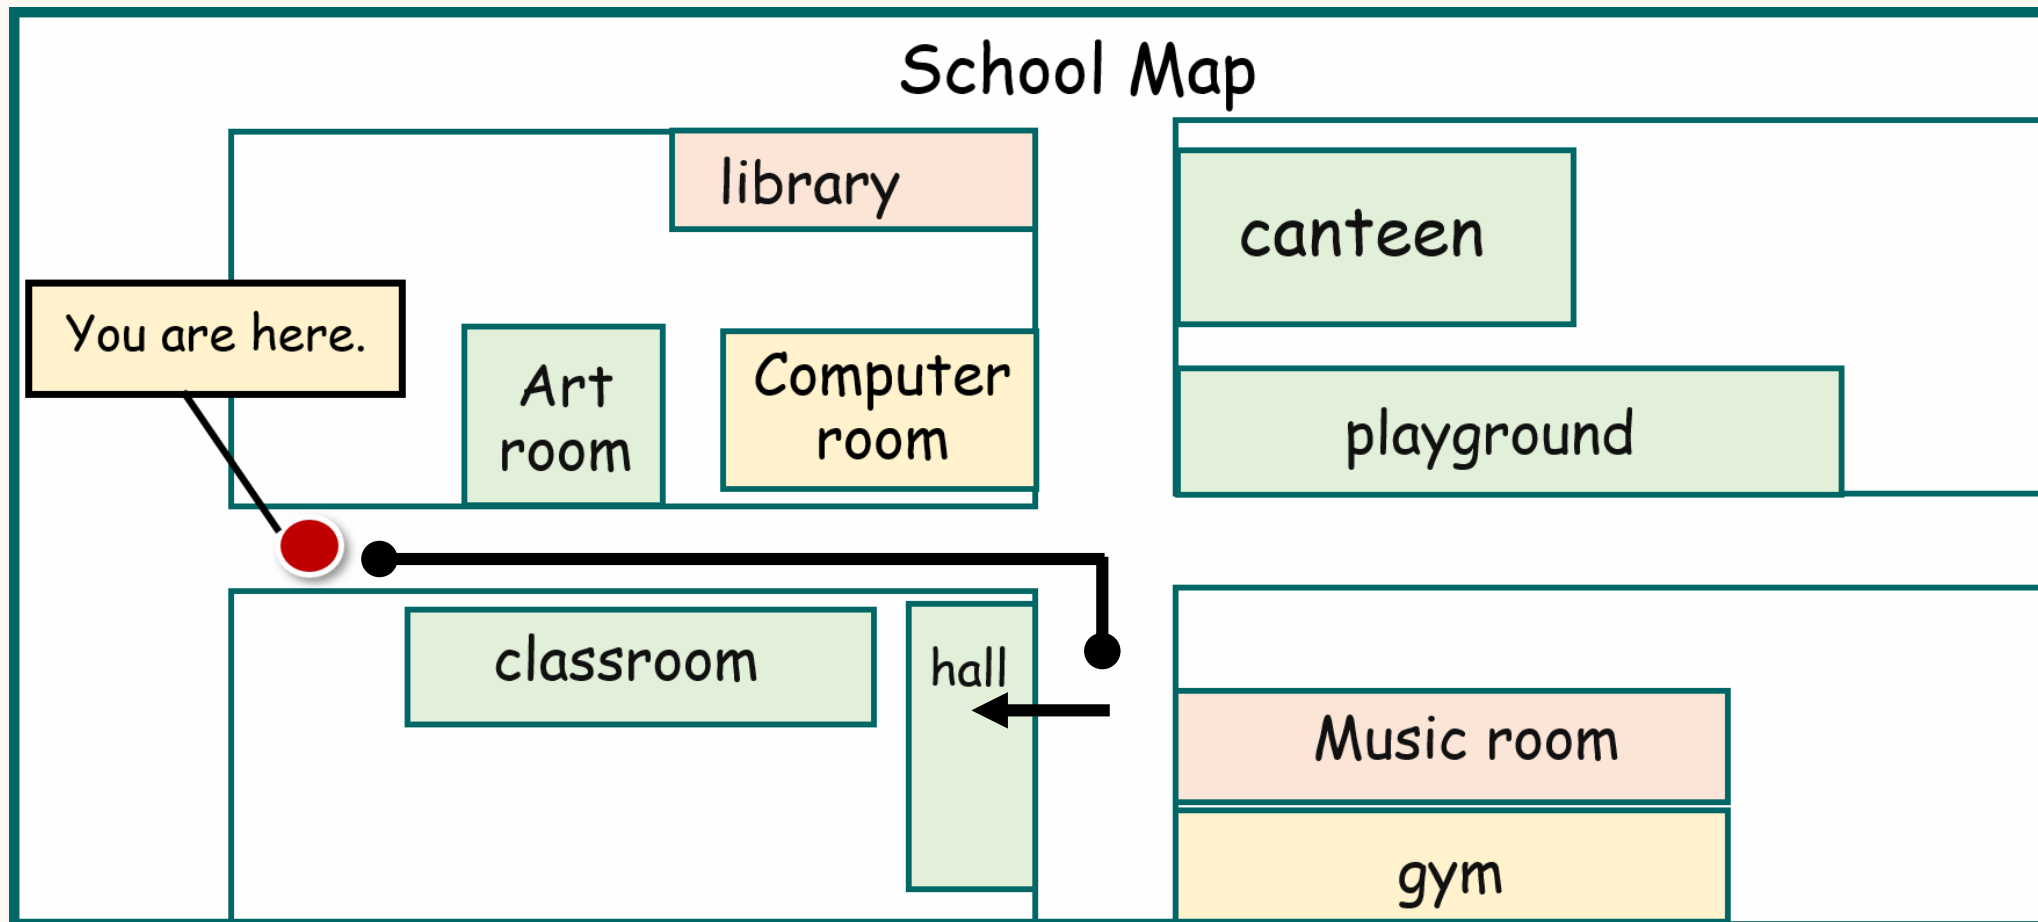 School Map
library
canteen
You are here.
Art
room
Computer
room
playground
classroom
hall
Music room
gym